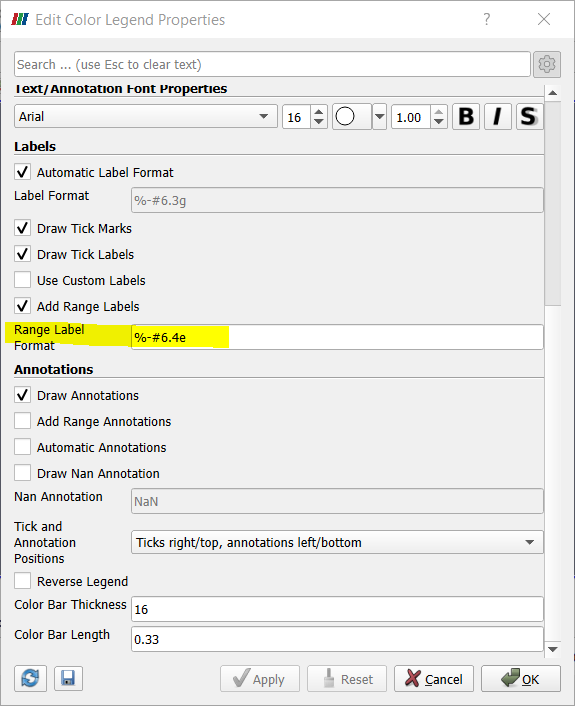 Edit Color Legend Properties
?
Search ... (use Esc to clear text)
Text/Annotation Font Properties
Arial
16
1.00
B
I
S
Labels
Automatic Label Format
Label Format
%-#6.3g
Draw Tick Marks
Draw Tick Labels
Use Custom Labels
Add Range Labels
Range Label
Format
%-#6.4e
Annotations
Draw Annotations
Add Range Annotations
Automatic Annotations
Draw Nan Annotation
Nan Annotation
NaN
Tick and
Annotation
Positions
Ticks right/top, annotations left/bottom
Reverse Legend
Color Bar Thickness
16
Color Bar Length
0.33
Apply
Reset
Cancel
OK